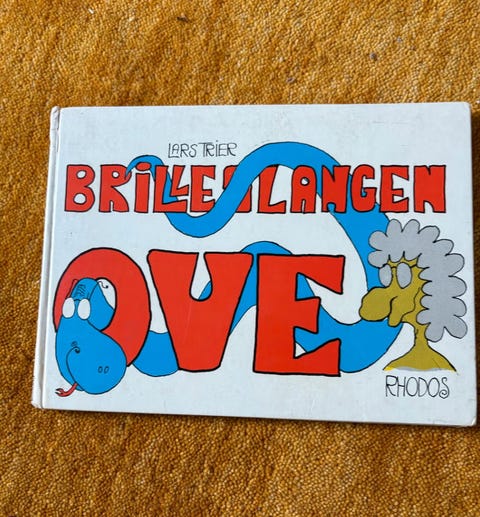 LARS TRIER
BRILLESLANGEN
OVE
RHODOS